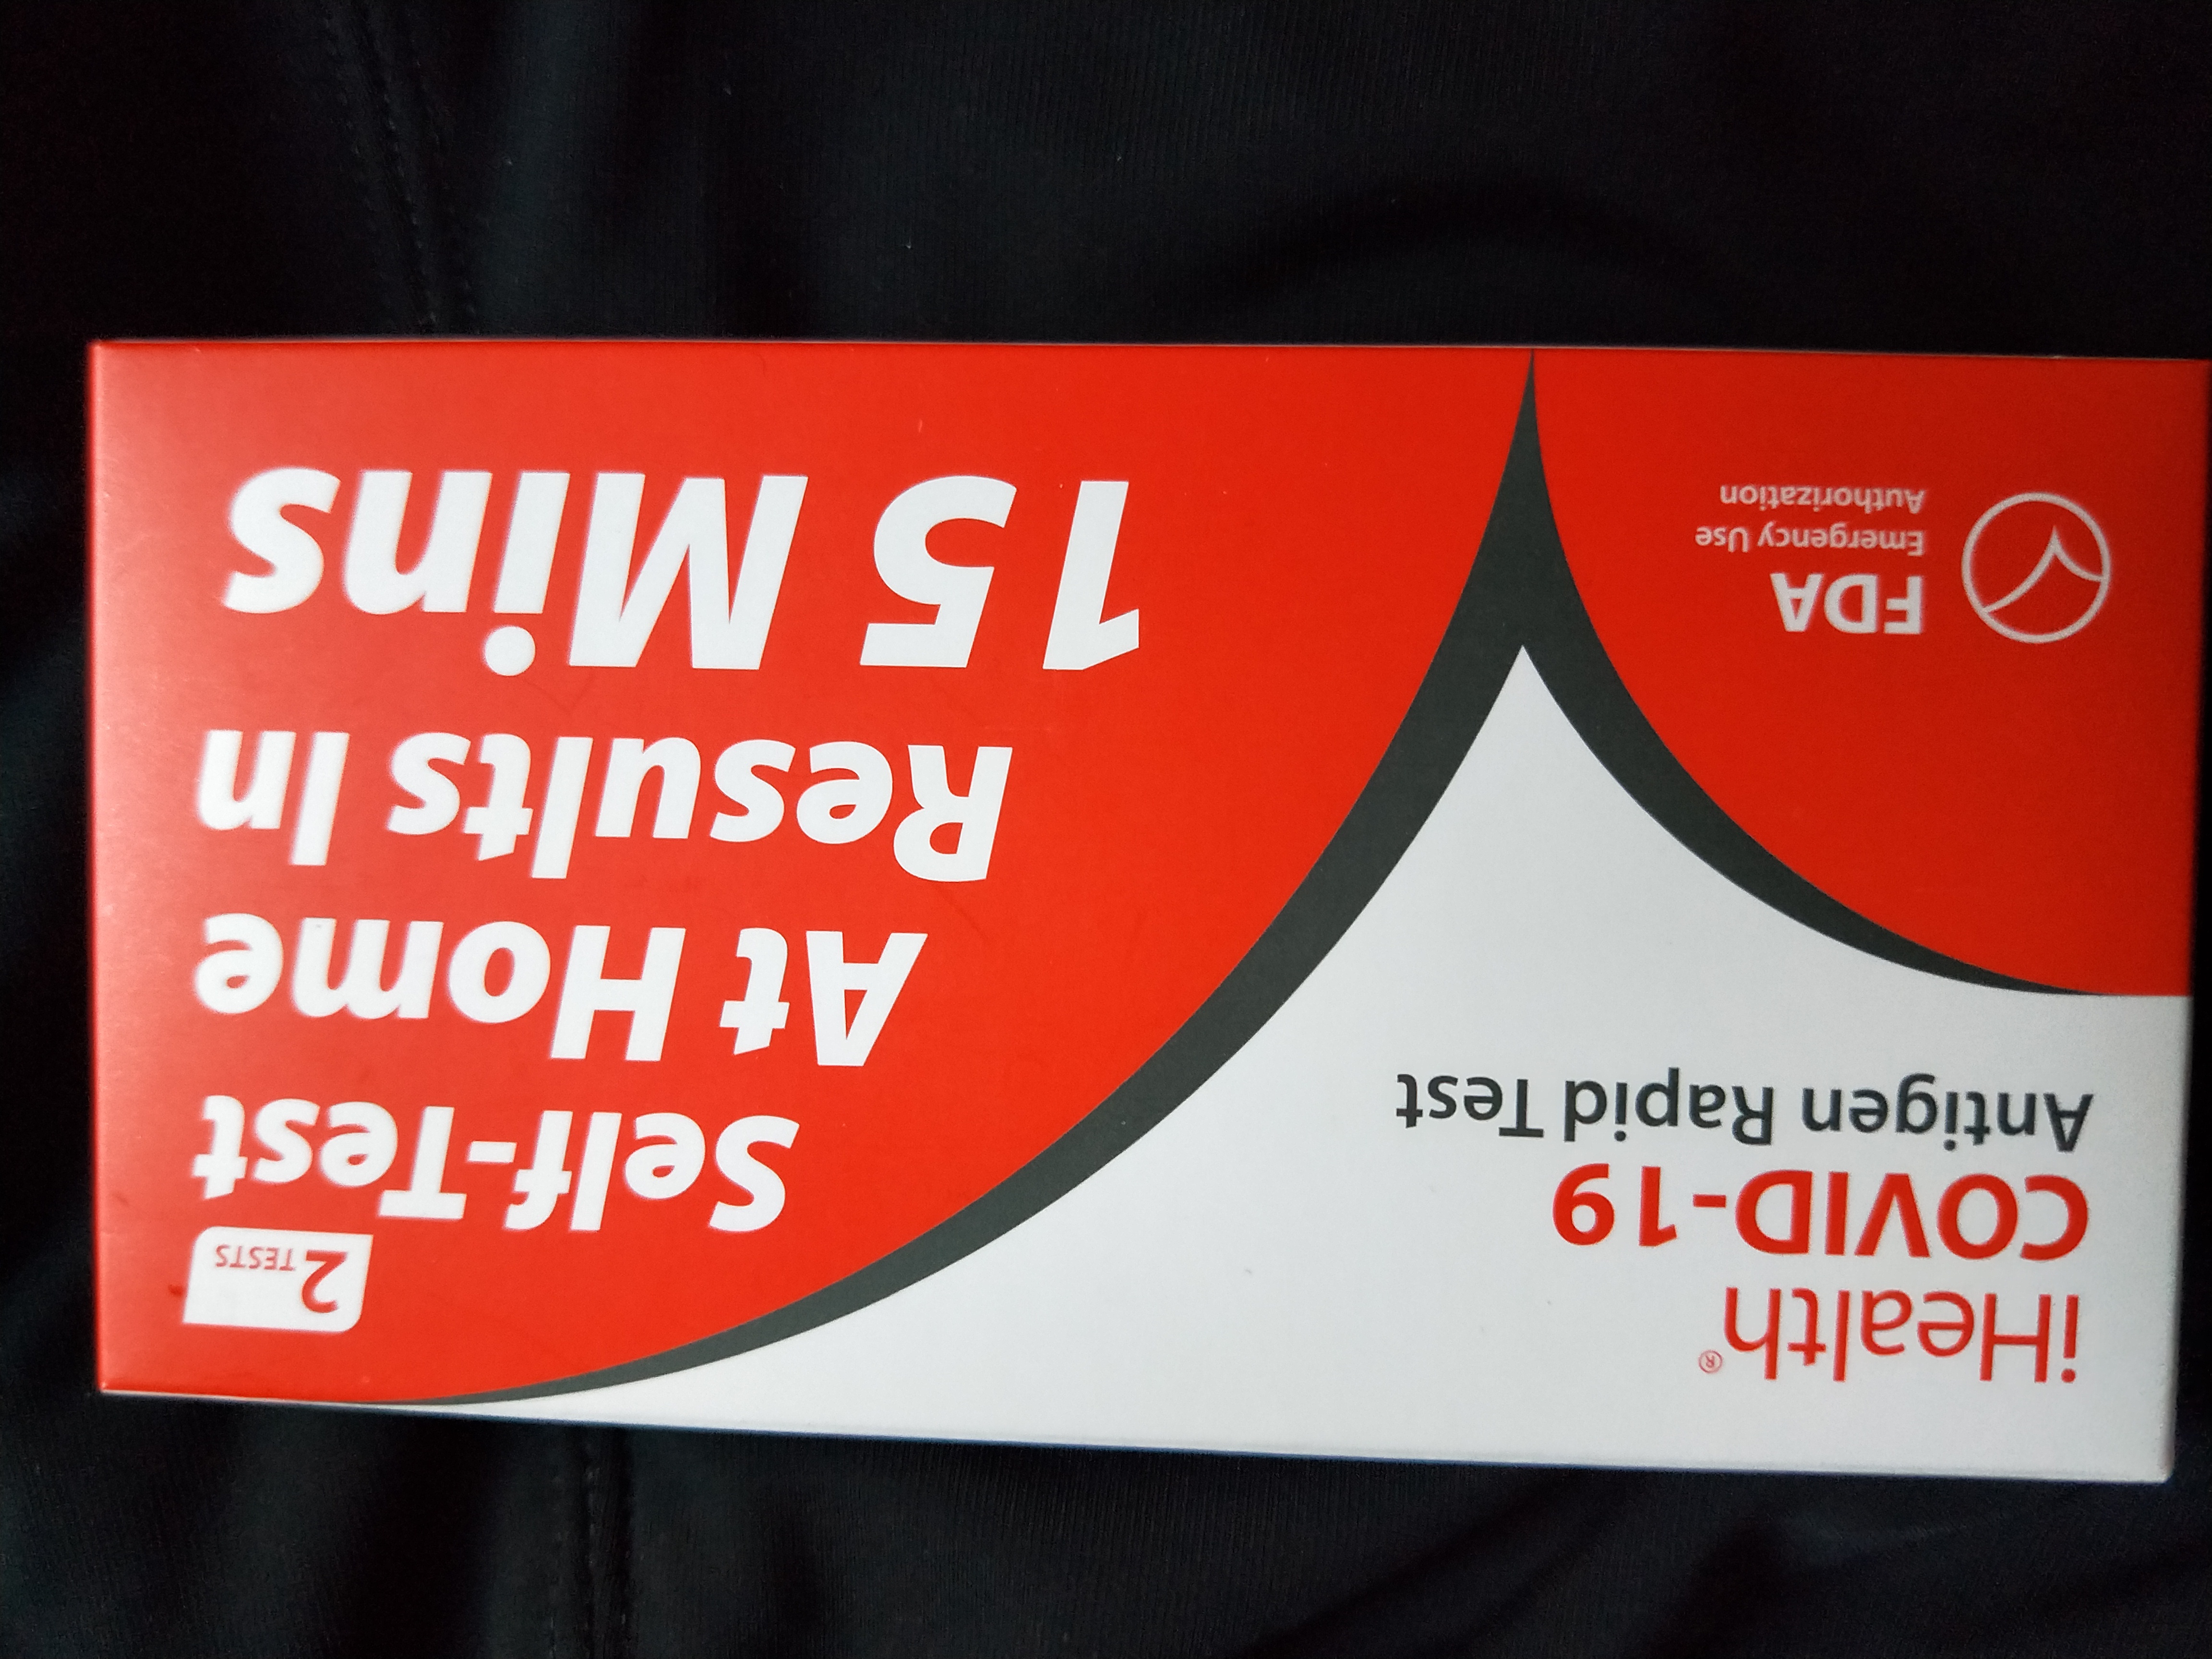 iHealth®
COVID-19
Antigen Rapid Test
FDA
Emergency Use
Authorization
2 TESTS
Self-Test
At Home
Results In
15 Mins